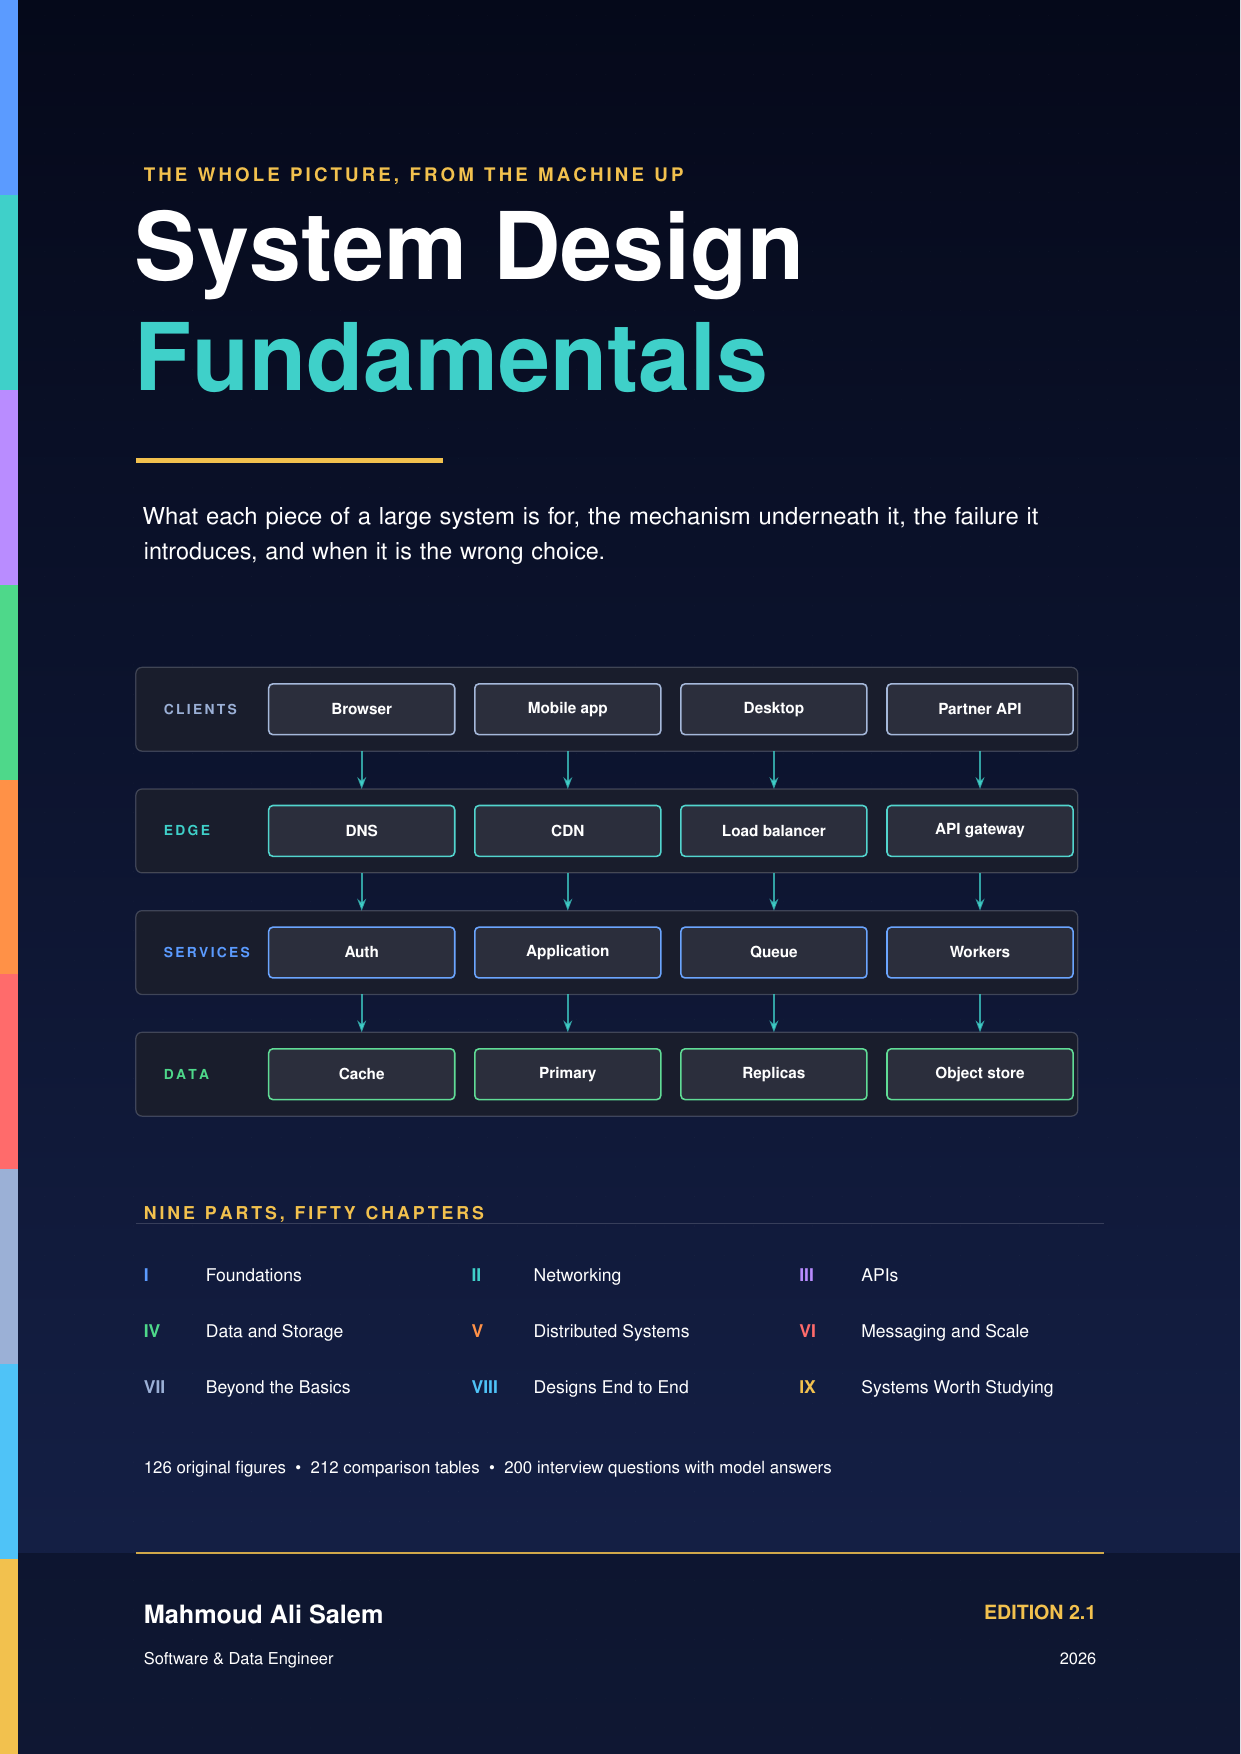 THE WHOLE PICTURE, FROM THE MACHINE UP
System Design
Fundamentals
What each piece of a large system is for, the mechanism underneath it, the failure it
introduces, and when it is the wrong choice.
CLIENTS Browser Mobile app Desktop Partner API
EDGE DNS CDN Load balancer API gateway
SERVICES Auth Application Queue Workers
DATA Cache Primary Replicas Object store
NINE PARTS, FIFTY CHAPTERS
I Foundations II Networking III APIs
IV Data and Storage V Distributed Systems VI Messaging and Scale
VII Beyond the Basics VIII Designs End to End IX Systems Worth Studying
126 original figures • 212 comparison tables • 200 interview questions with model answers
Mahmoud Ali Salem EDITION 2.1
Software & Data Engineer 2026